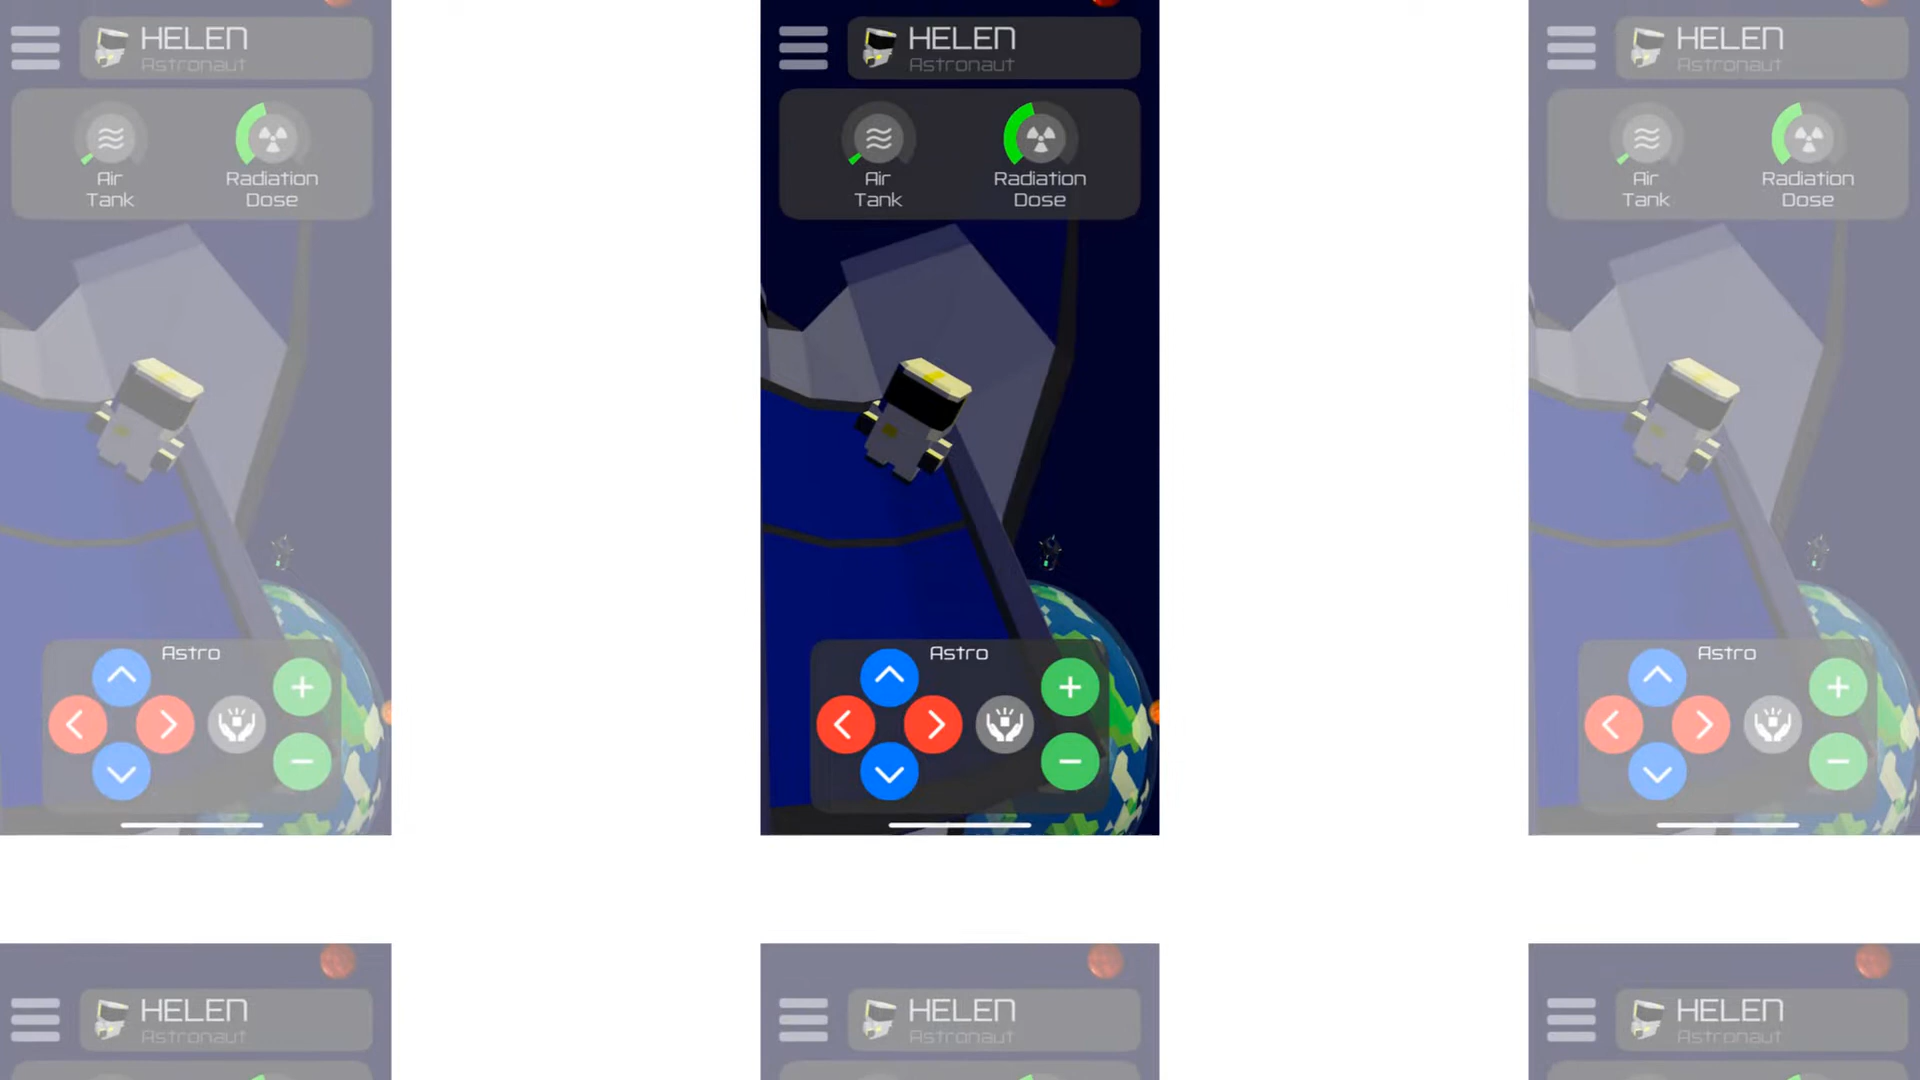 HELEN
Astronaut
Air
Tank
Radiation
Dose
Astro
HELEN
Astronaut
Air
Tank
Radiation
Dose
Astro
HELEN
Astronaut
Air
Tank
Radiation
Dose
Astro
HELEN
Astronaut
HELEN
Astronaut
HELEN
Astronaut